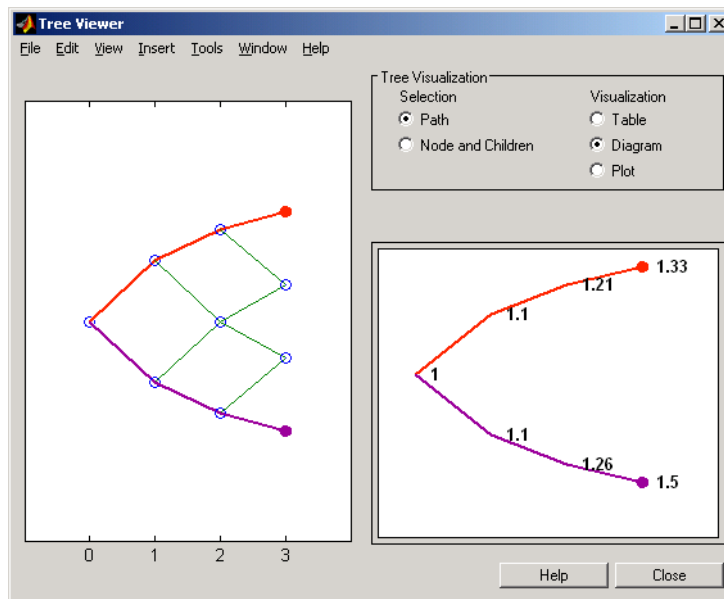 Tree Viewer
File Edit View Insert Tools Window Help
Tree Visualization
Selection
Visualization
Path
Table
Node and Children
Diagram
Plot
1.33
1.21
1.1
1
1.1
1.26
1.5
0 1 2 3
Help Close